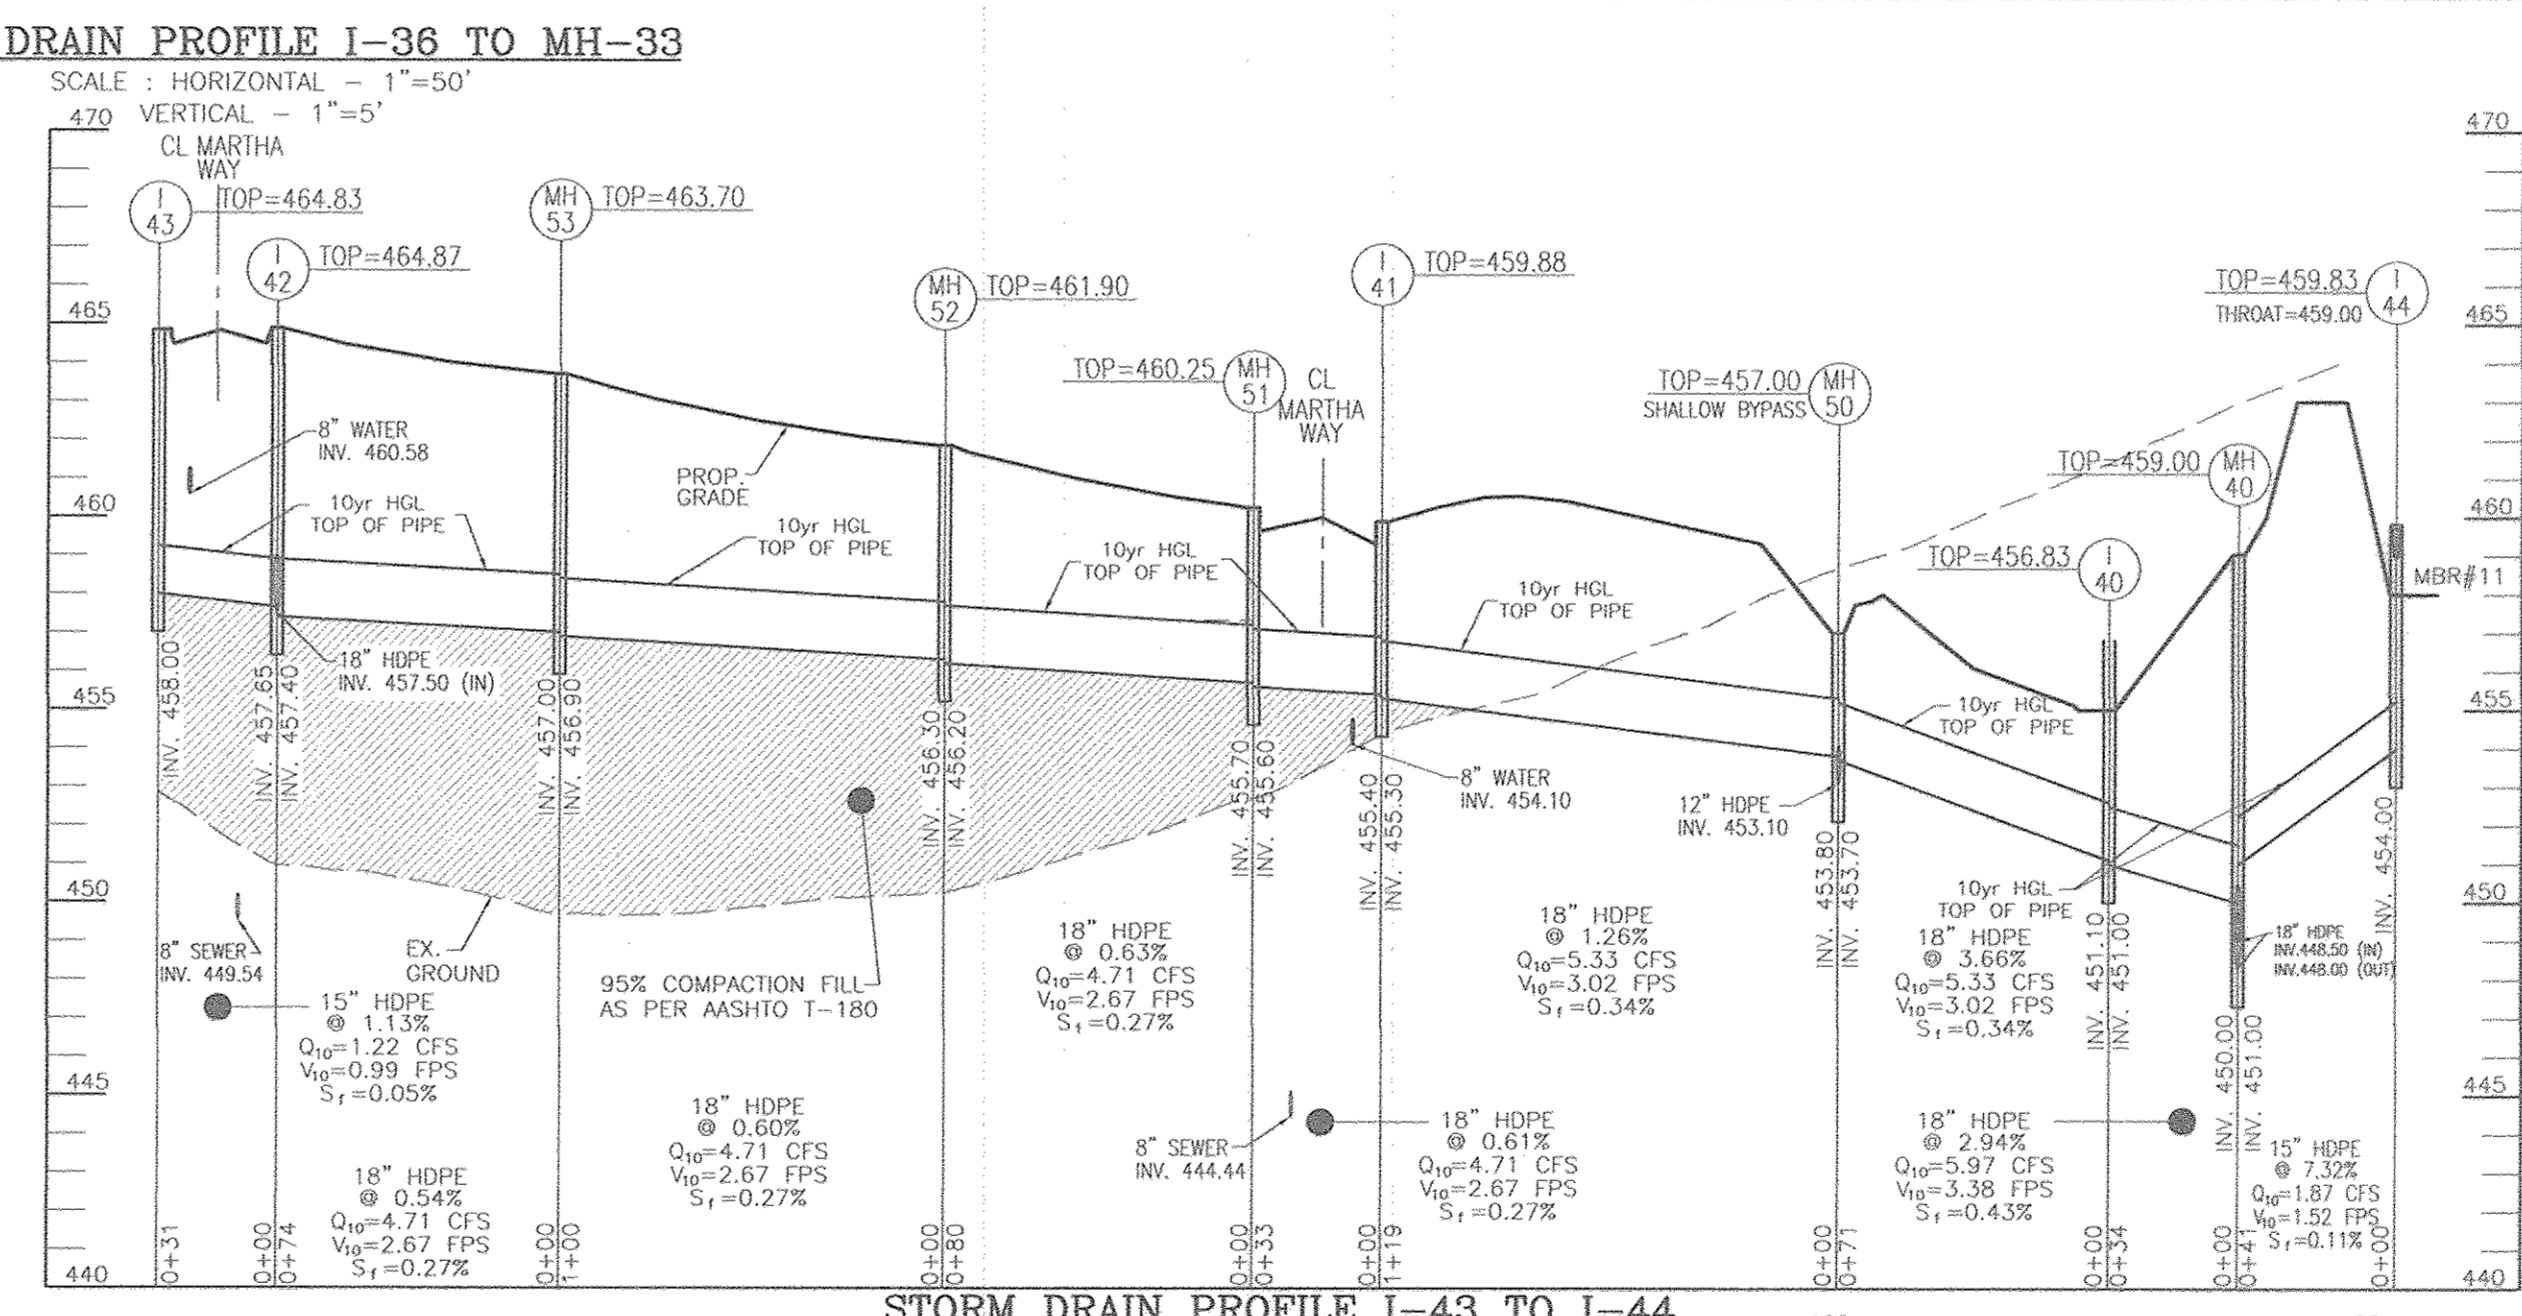 DRAIN PROFILE I-36 TO MH-33
SCALE : HORIZONTAL - 1"=50'
VERTICAL - 1"=5'
470
470
CL MARTHA
WAY
I
43
TOP=464.83
I
42
TOP=464.87
MH
53
TOP=463.70
MH
52
TOP=461.90
TOP=460.25
MH
51
CL
MARTHA
WAY
I
41
TOP=459.88
TOP=457.00
SHALLOW BYPASS
MH
50
TOP=456.83
I
40
TOP=459.00
MH
40
TOP=459.83
THROAT=459.00
I
44
MBR#11
465
465
460
460
455
455
450
450
445
445
440
440
8" WATER
INV. 460.58
10yr HGL
TOP OF PIPE
PROP.
GRADE
10yr HGL
TOP OF PIPE
10yr HGL
TOP OF PIPE
10yr HGL
TOP OF PIPE
10yr HGL
TOP OF PIPE
10yr HGL
TOP OF PIPE
18" HDPE
INV. 457.50 (IN)
8" WATER
INV. 454.10
12" HDPE
INV. 453.10
18" HDPE
INV.448.50 (IN)
INV.448.00 (OUT)
INV. 458.00
INV. 457.65
INV. 457.40
INV. 457.00
INV. 456.90
INV. 456.30
INV. 456.20
INV. 455.70
INV. 455.60
INV. 455.40
INV. 455.30
INV. 453.80
INV. 453.70
INV. 451.10
INV. 451.00
INV. 450.00
INV. 451.00
INV. 454.00
8" SEWER
INV. 449.54
EX.
GROUND
95% COMPACTION FILL
AS PER AASHTO T-180
15" HDPE
@ 1.13%
Q10=1.22 CFS
V10=0.99 FPS
Sf=0.05%
18" HDPE
@ 0.54%
Q10=4.71 CFS
V10=2.67 FPS
Sf=0.27%
18" HDPE
@ 0.60%
Q10=4.71 CFS
V10=2.67 FPS
Sf=0.27%
18" HDPE
@ 0.63%
Q10=4.71 CFS
V10=2.67 FPS
Sf=0.27%
8" SEWER
INV. 444.44
18" HDPE
@ 0.61%
Q10=4.71 CFS
V10=2.67 FPS
Sf=0.27%
18" HDPE
@ 1.26%
Q10=5.33 CFS
V10=3.02 FPS
Sf=0.34%
18" HDPE
@ 3.66%
Q10=5.33 CFS
V10=3.02 FPS
Sf=0.34%
18" HDPE
@ 2.94%
Q10=5.97 CFS
V10=3.38 FPS
Sf=0.43%
15" HDPE
@ 7.32%
Q10=1.87 CFS
V10=1.52 FPS
Sf=0.11%
0+31
0+00
0+74
0+00
1+00
0+00
0+80
0+00
0+33
0+00
1+19
0+00
0+71
0+00
0+34
0+00
0+41
0+00
STORM DRAIN PROFILE I-43 TO I-44